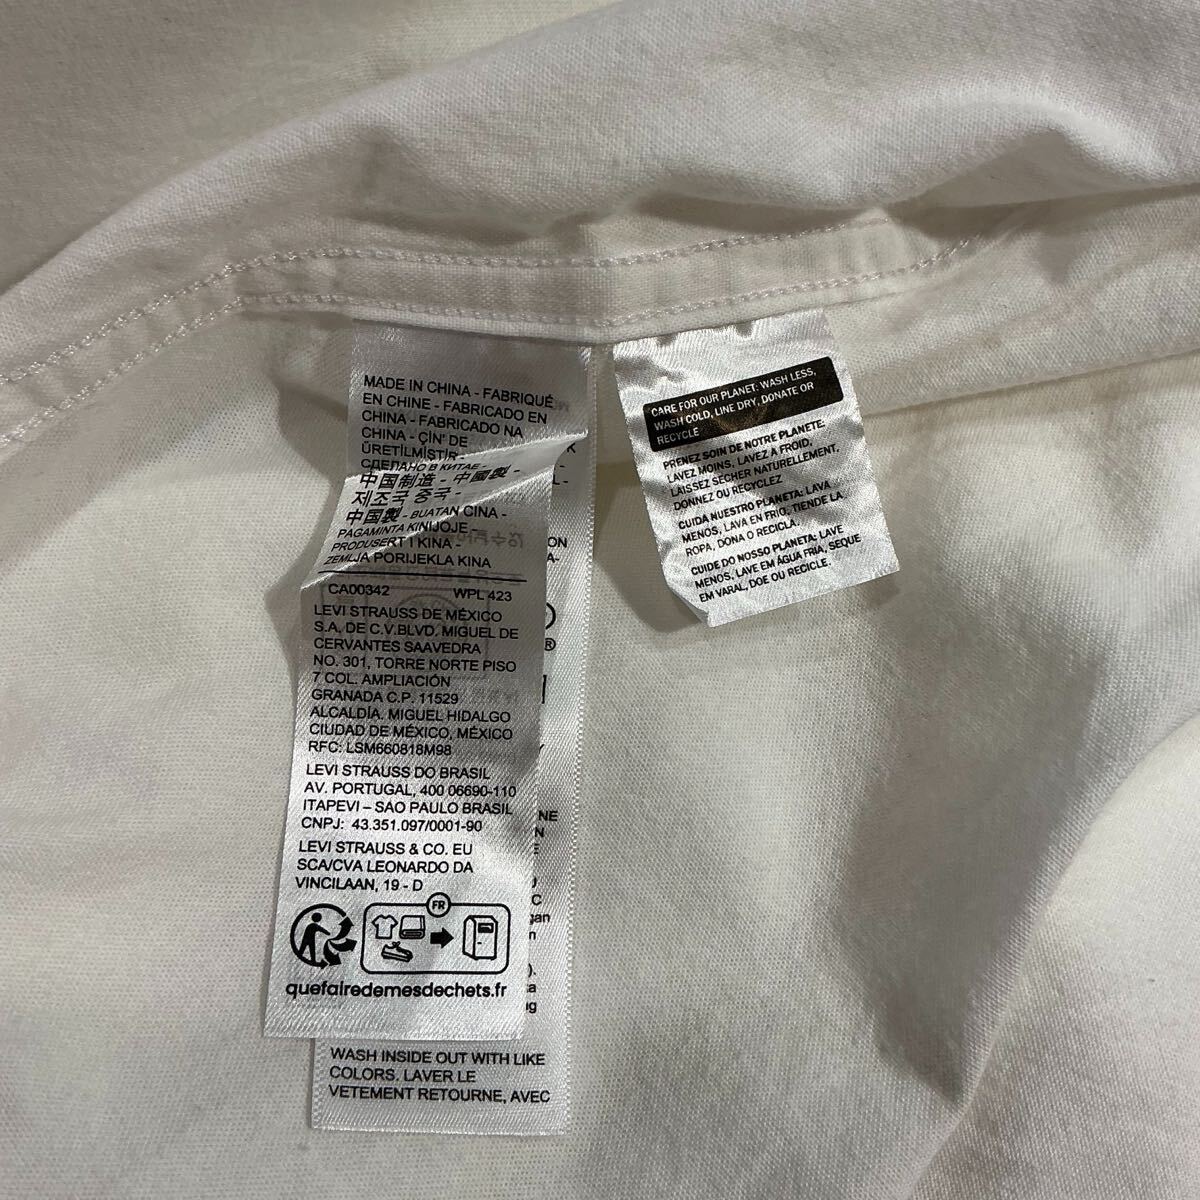 MADE IN CHINA - FABRIQUÉ
EN CHINE - FABRICADO EN
CHINA - FABRICADO NA
CHINA - ÇİN' DE
ÜRETİLMİŞTİR -
СДЕЛАНО В КИТАЕ -
中国制造 - 中國製 -
제조국 중국 -
中国製 - BUATAN CINA -
PAGAMINTA KINIJOJE -
PRODUSERT I KINA -
ZEMLJA PORIJEKLA KINA
CA00342 WPL 423
LEVI STRAUSS DE MÉXICO
S.A. DE C.V.BLVD. MIGUEL DE
CERVANTES SAAVEDRA
NO. 301, TORRE NORTE PISO
7 COL. AMPLIACIÓN
GRANADA C.P. 11529
ALCALDÍA. MIGUEL HIDALGO
CIUDAD DE MÉXICO, MÉXICO
RFC: LSM660818M98
LEVI STRAUSS DO BRASIL
AV. PORTUGAL, 400 06690-110
ITAPEVI – SAO PAULO BRASIL
CNPJ: 43.351.097/0001-90
LEVI STRAUSS & CO. EU
SCA/CVA LEONARDO DA
VINCILAAN, 19 - D
FR
quefairedemesdechets.fr
WASH INSIDE OUT WITH LIKE
COLORS. LAVER LE
VETEMENT RETOURNE, AVEC
CARE FOR OUR PLANET: WASH LESS,
WASH COLD, LINE DRY, DONATE OR
RECYCLE
PRENEZ SOIN DE NOTRE PLANETE:
LAVEZ MOINS, LAVEZ À FROID,
LAISSEZ SÉCHER NATURELLEMENT,
DONNEZ OU RECYCLEZ
CUIDA NUESTRO PLANETA: LAVA
MENOS, LAVA EN FRIO, TIENDE LA
ROPA, DONA O RECICLA.
CUIDE DO NOSSO PLANETA: LAVE
MENOS, LAVE EM ÁGUA FRIA, SEQUE
EM VARAL, DOE OU RECICLE.